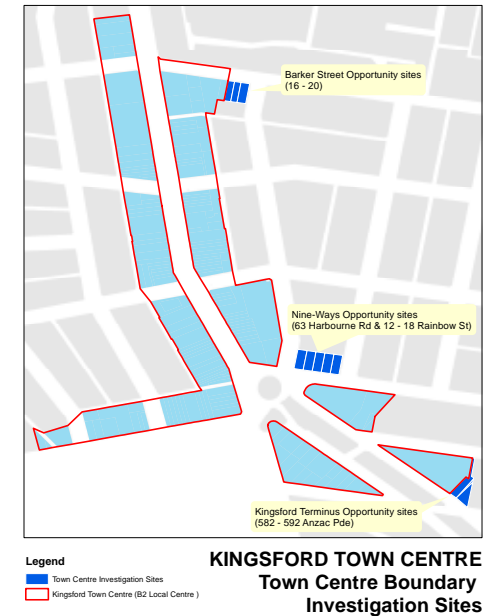 Barker Street Opportunity sites
(16 - 20)
Nine-Ways Opportunity sites
(63 Harbourne Rd & 12 - 18 Rainbow St)
Kingsford Terminus Opportunity sites
(582 - 592 Anzac Pde)
Legend
Town Centre Investigation Sites
Kingsford Town Centre (B2 Local Centre )
KINGSFORD TOWN CENTRE
Town Centre Boundary
Investigation Sites